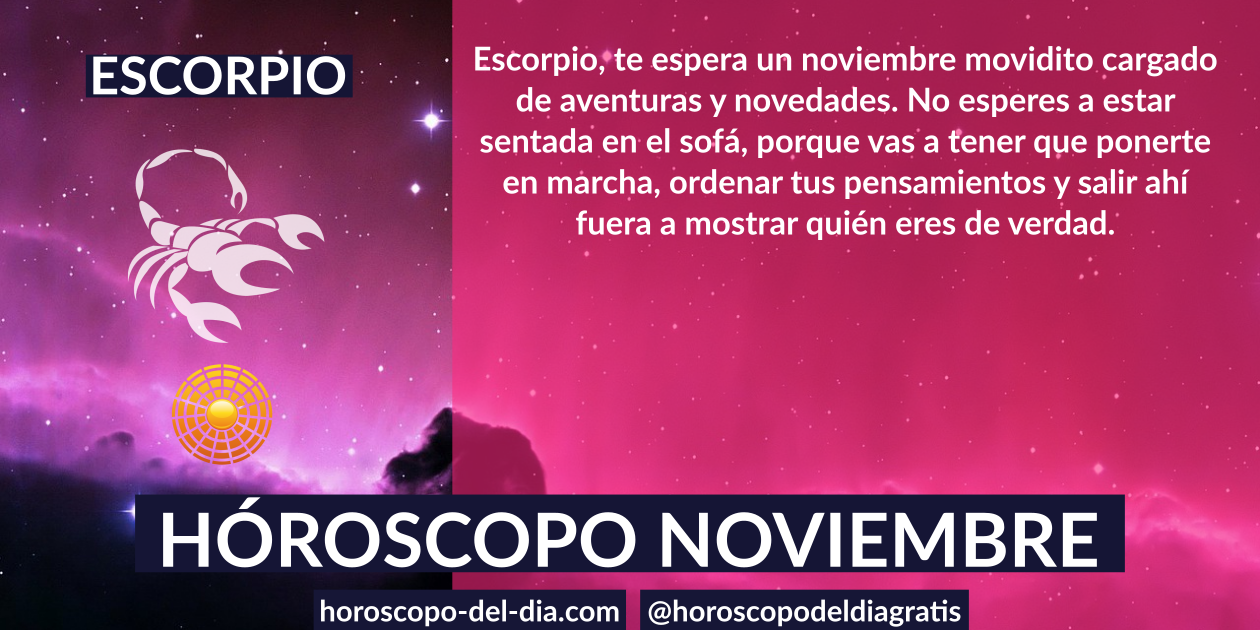 ESCORPIO
Escorpio, te espera un noviembre movidito cargado
de aventuras y novedades. No esperes a estar
sentada en el sofá, porque vas a tener que ponerte
en marcha, ordenar tus pensamientos y salir ahí
fuera a mostrar quién eres de verdad.
HÓROSCOPO NOVIEMBRE
horoscopo-del-dia.com
@horoscopodeldiagratis